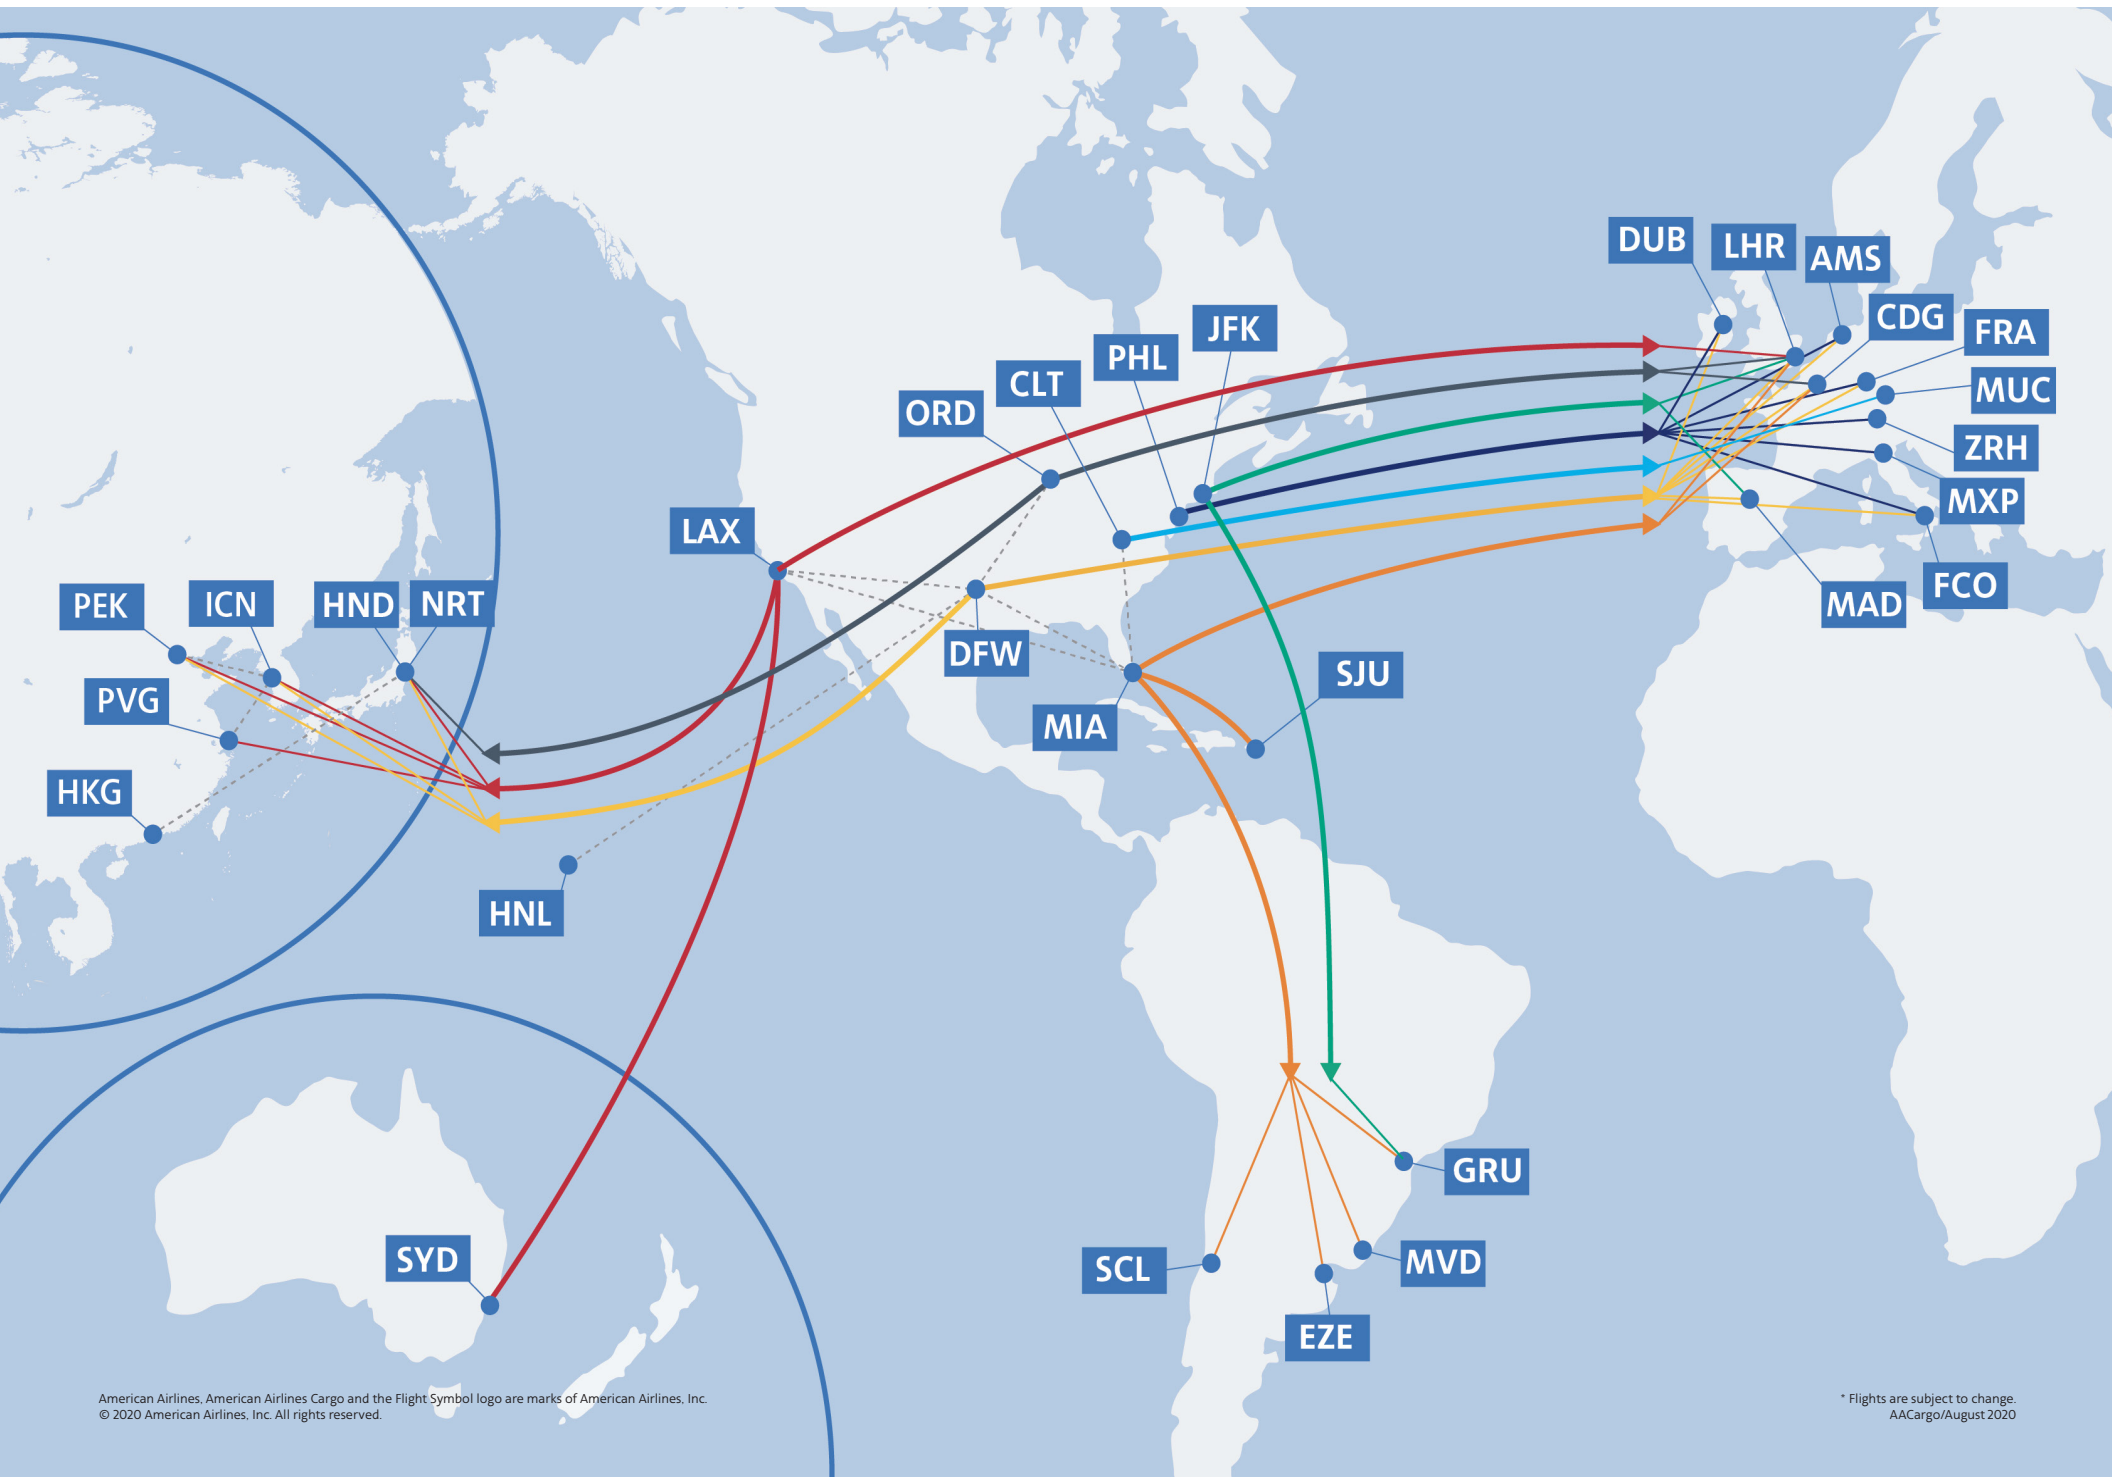 DUB
LHR
AMS
CDG
FRA
JFK
PHL
CLT
MUC
ORD
ZRH
MXP
LAX
FCO
PEK
ICN
HND
NRT
MAD
DFW
SJU
PVG
MIA
HKG
HNL
GRU
SYD
SCL
MVD
EZE
American Airlines, American Airlines Cargo and the Flight Symbol logo are marks of American Airlines, Inc.
© 2020 American Airlines, Inc. All rights reserved.
* Flights are subject to change.
AACargo/August 2020